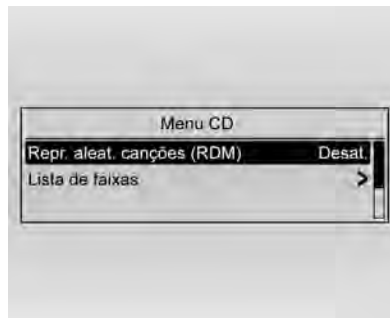 Menu CD
Repr. aleat. canções (RDM) Desat.
Lista de faixas >